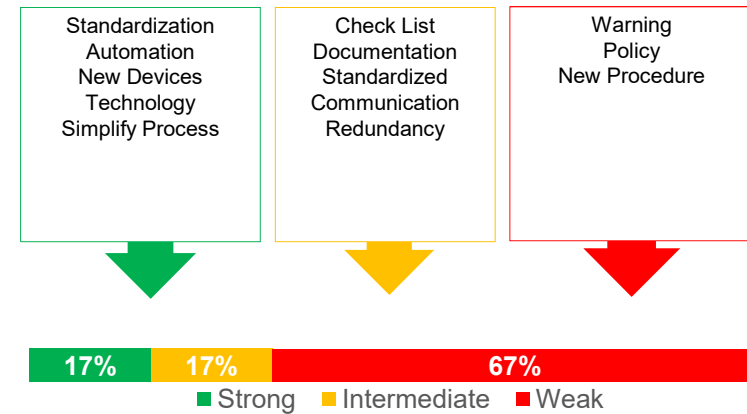 Standardization
Automation
New Devices
Technology
Simplify Process
Check List
Documentation
Standardized
Communication
Redundancy
Warning
Policy
New Procedure
17% 17% 67%
Strong Intermediate Weak